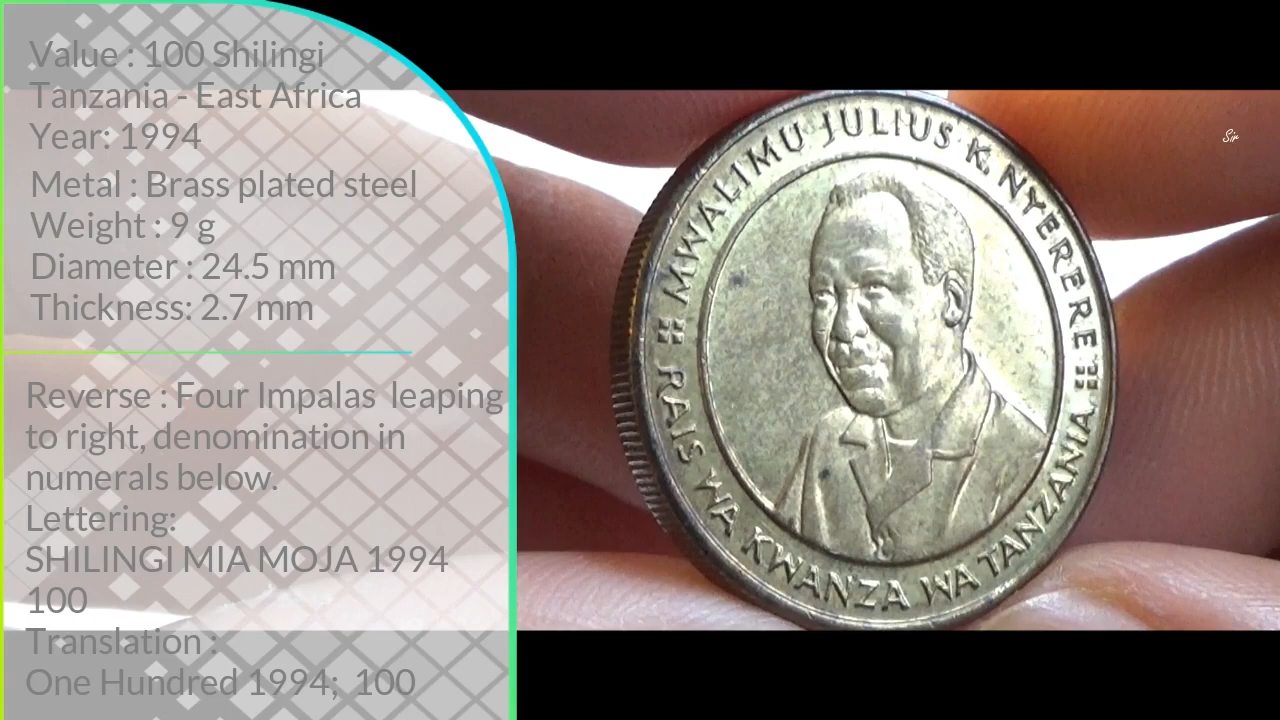 Value : 100 Shilingi
Tanzania - East Africa
Year: 1994
Metal : Brass plated steel
Weight : 9 g
Diameter : 24.5 mm
Thickness: 2.7 mm
Reverse : Four Impalas leaping
to right, denomination in
numerals below.
Lettering:
SHILINGI MIA MOJA 1994
100
Translation :
One Hundred 1994; 100
MWALIMU JULIUS K. NYERERE
RAIS WA KWANZA WA TANZANIA
Sir